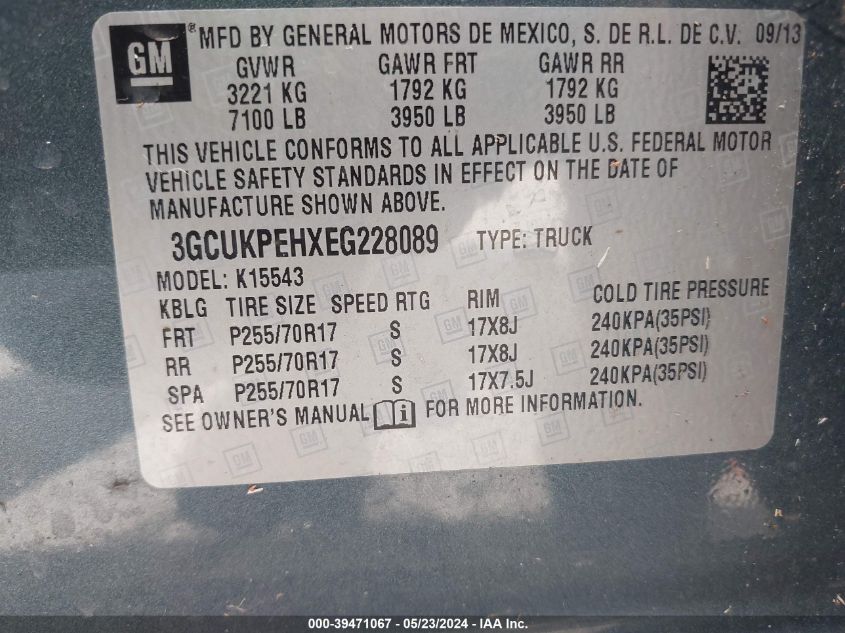 GM ® MFD BY GENERAL MOTORS DE MEXICO, S. DE R.L. DE C.V. 09/13
GVWR GAWR FRT GAWR RR
3221 KG 1792 KG 1792 KG
7100 LB 3950 LB 3950 LB
THIS VEHICLE CONFORMS TO ALL APPLICABLE U.S. FEDERAL MOTOR
VEHICLE SAFETY STANDARDS IN EFFECT ON THE DATE OF
MANUFACTURE SHOWN ABOVE.
3GCUKPEHXEG228089 TYPE: TRUCK
MODEL: K15543
KBLG TIRE SIZE SPEED RTG RIM COLD TIRE PRESSURE
FRT P255/70R17 S 17X8J 240KPA(35PSI)
RR P255/70R17 S 17X8J 240KPA(35PSI)
SPA P255/70R17 S 17X7.5J 240KPA(35PSI)
SEE OWNER'S MANUAL FOR MORE INFORMATION.
000-39471067 - 05/23/2024 - IAA Inc.